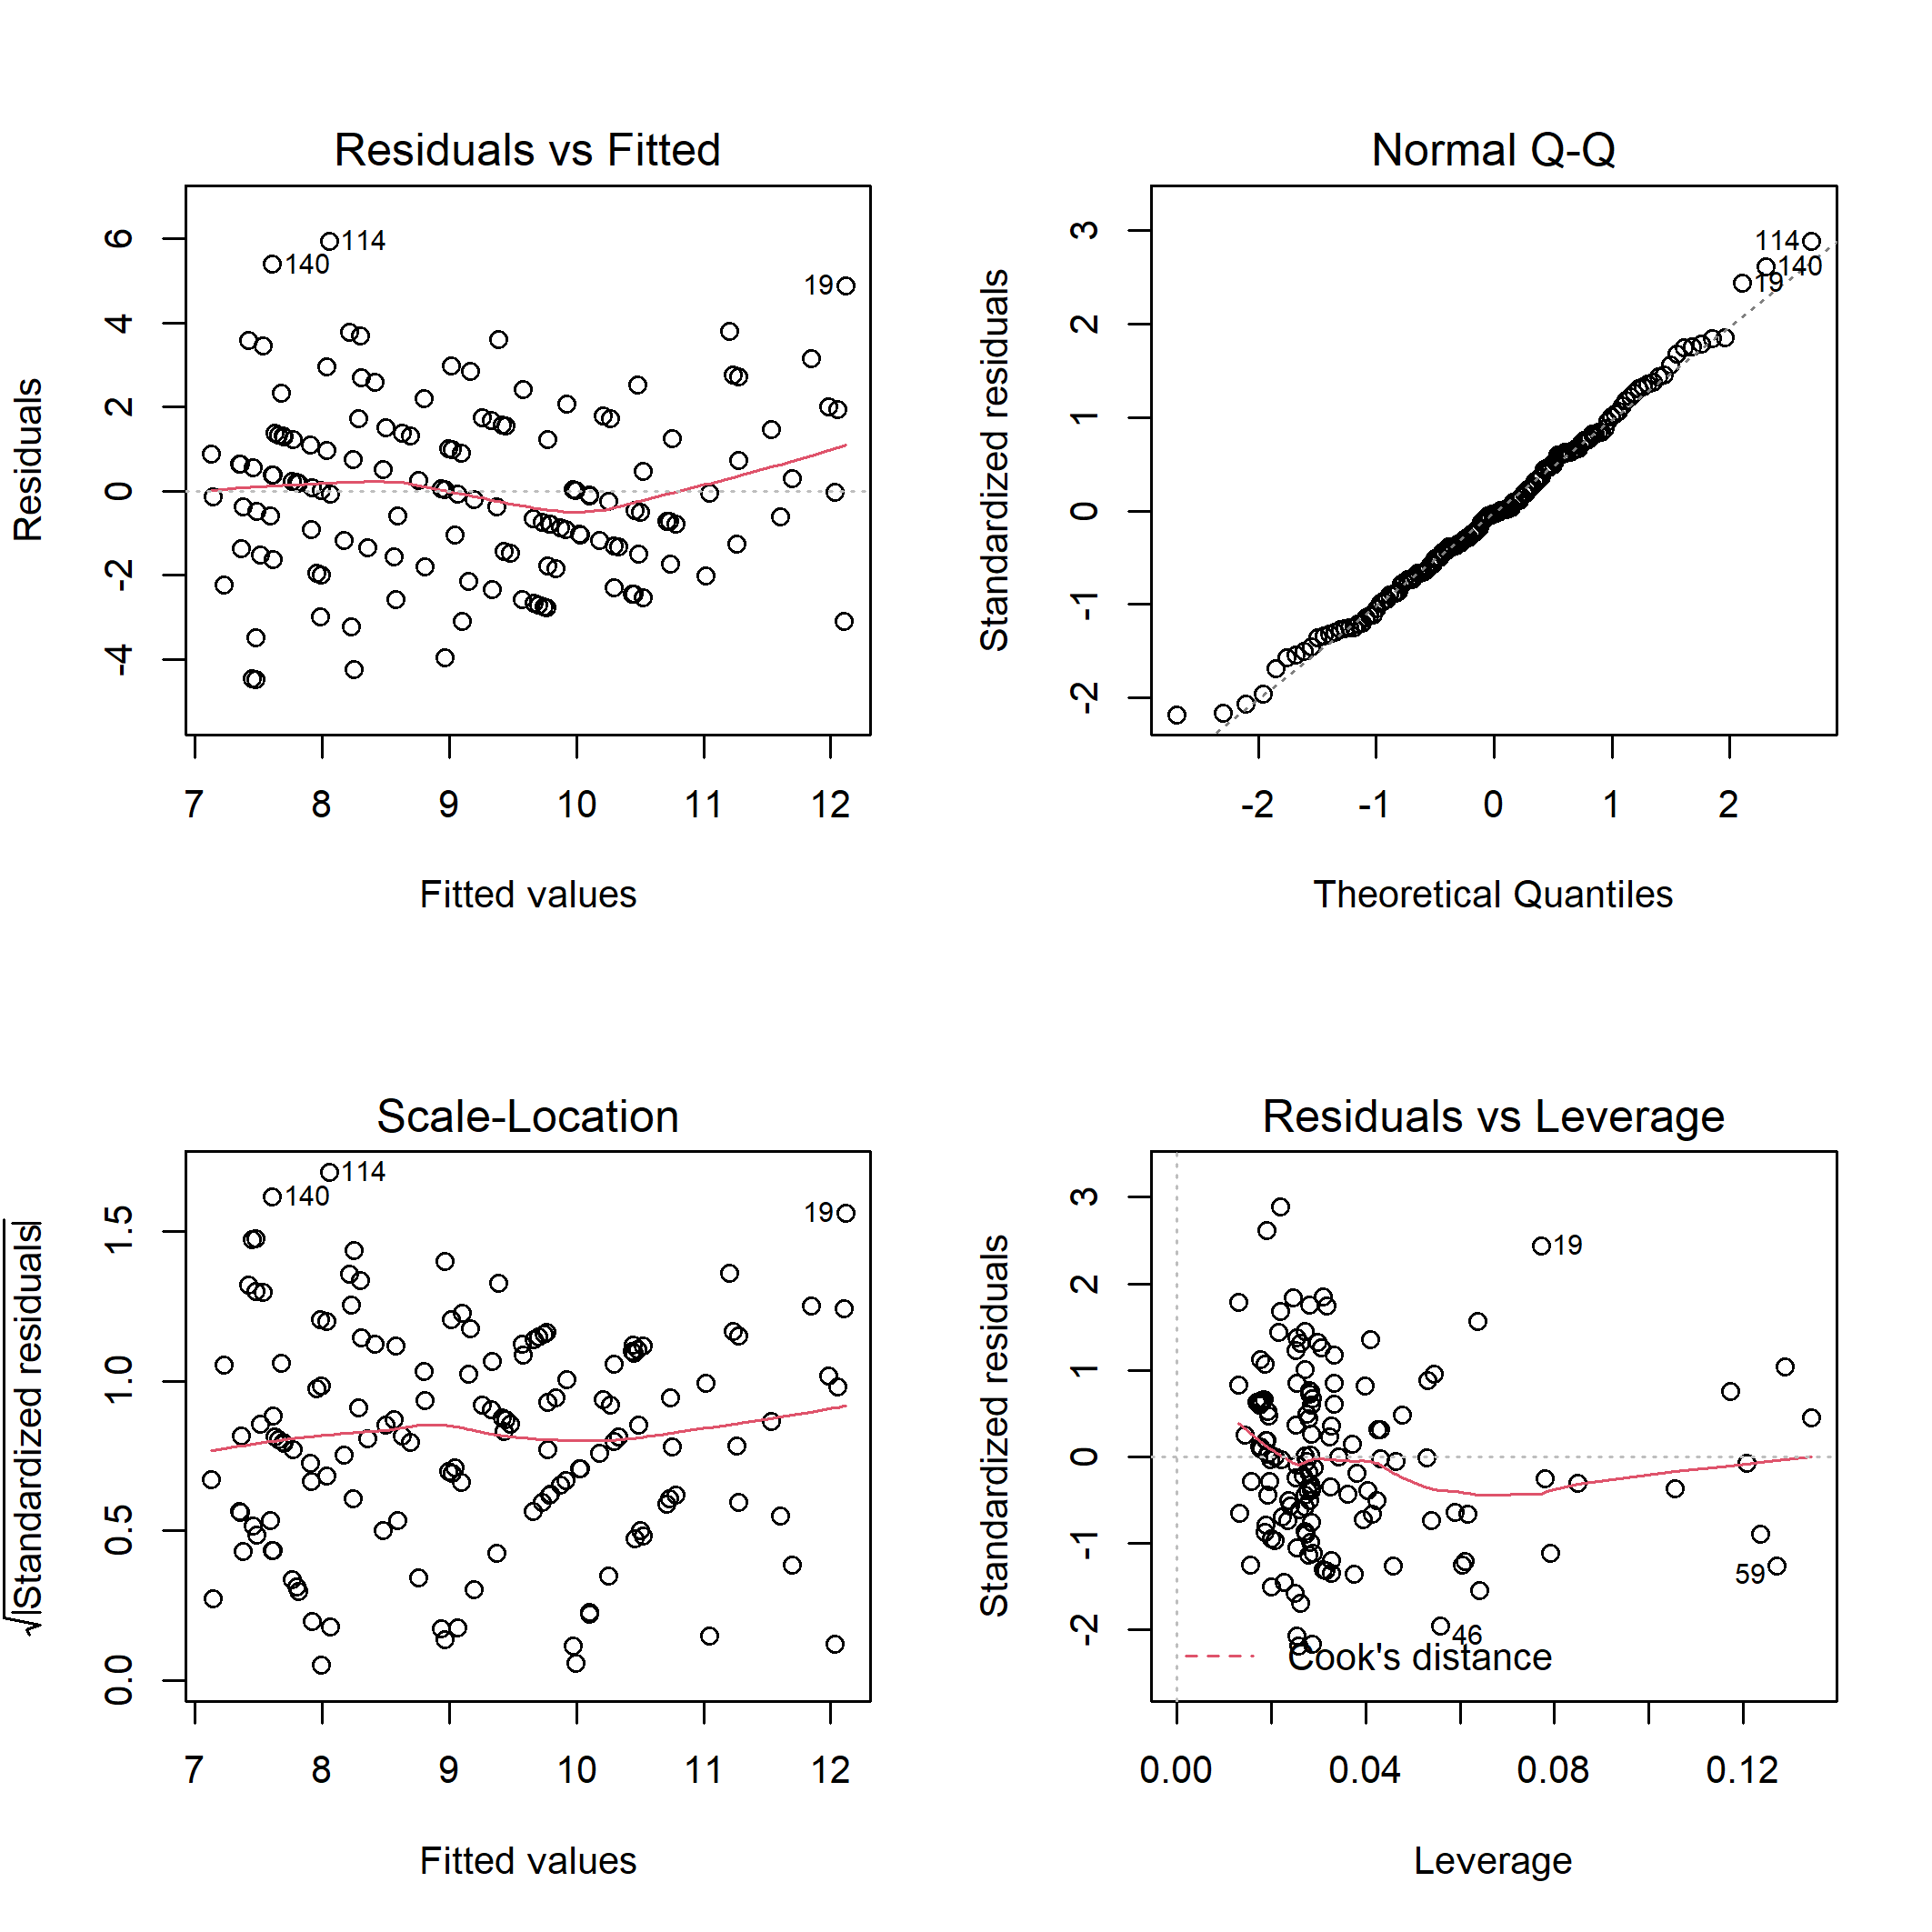 Residuals vs Fitted
6
4
2
0
-2
-4
Residuals
114
140
19
7 8 9 10 11 12
Fitted values
Normal Q-Q
3
2
1
0
-1
-2
Standardized residuals
114
140
19
-2 -1 0 1 2
Theoretical Quantiles
Scale-Location
1.5
1.0
0.5
0.0
√|Standardized residuals|
114
140
19
7 8 9 10 11 12
Fitted values
Residuals vs Leverage
3
2
1
0
-1
-2
Standardized residuals
19
59
46
Cook's distance
0.00 0.04 0.08 0.12
Leverage